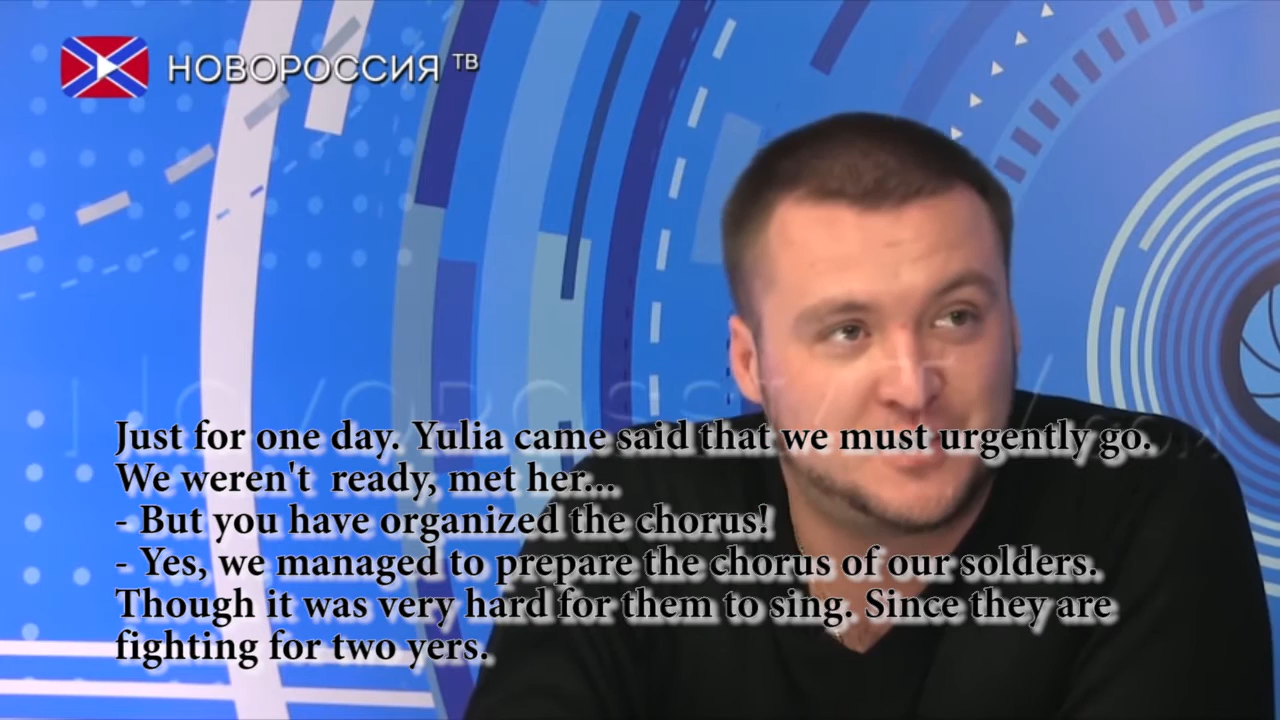 НОВОРОССИЯ ТВ
Just for one day. Yulia came said that we must urgently go.
We weren't ready, met her...
- But you have organized the chorus!
- Yes, we managed to prepare the chorus of our solders.
Though it was very hard for them to sing. Since they are
fighting for two yers.